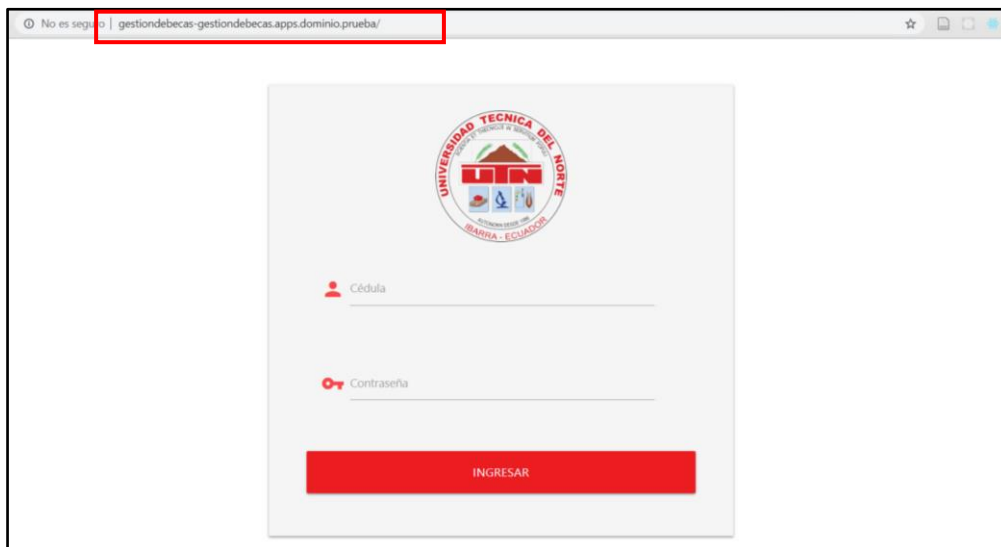 No es seguro | gestiondebecas-gestiondebecas.apps.dominio.prueba/
UNIVERSIDAD TECNICA DEL NORTE
UTN
IBARRA - ECUADOR
Cédula
Contraseña
INGRESAR